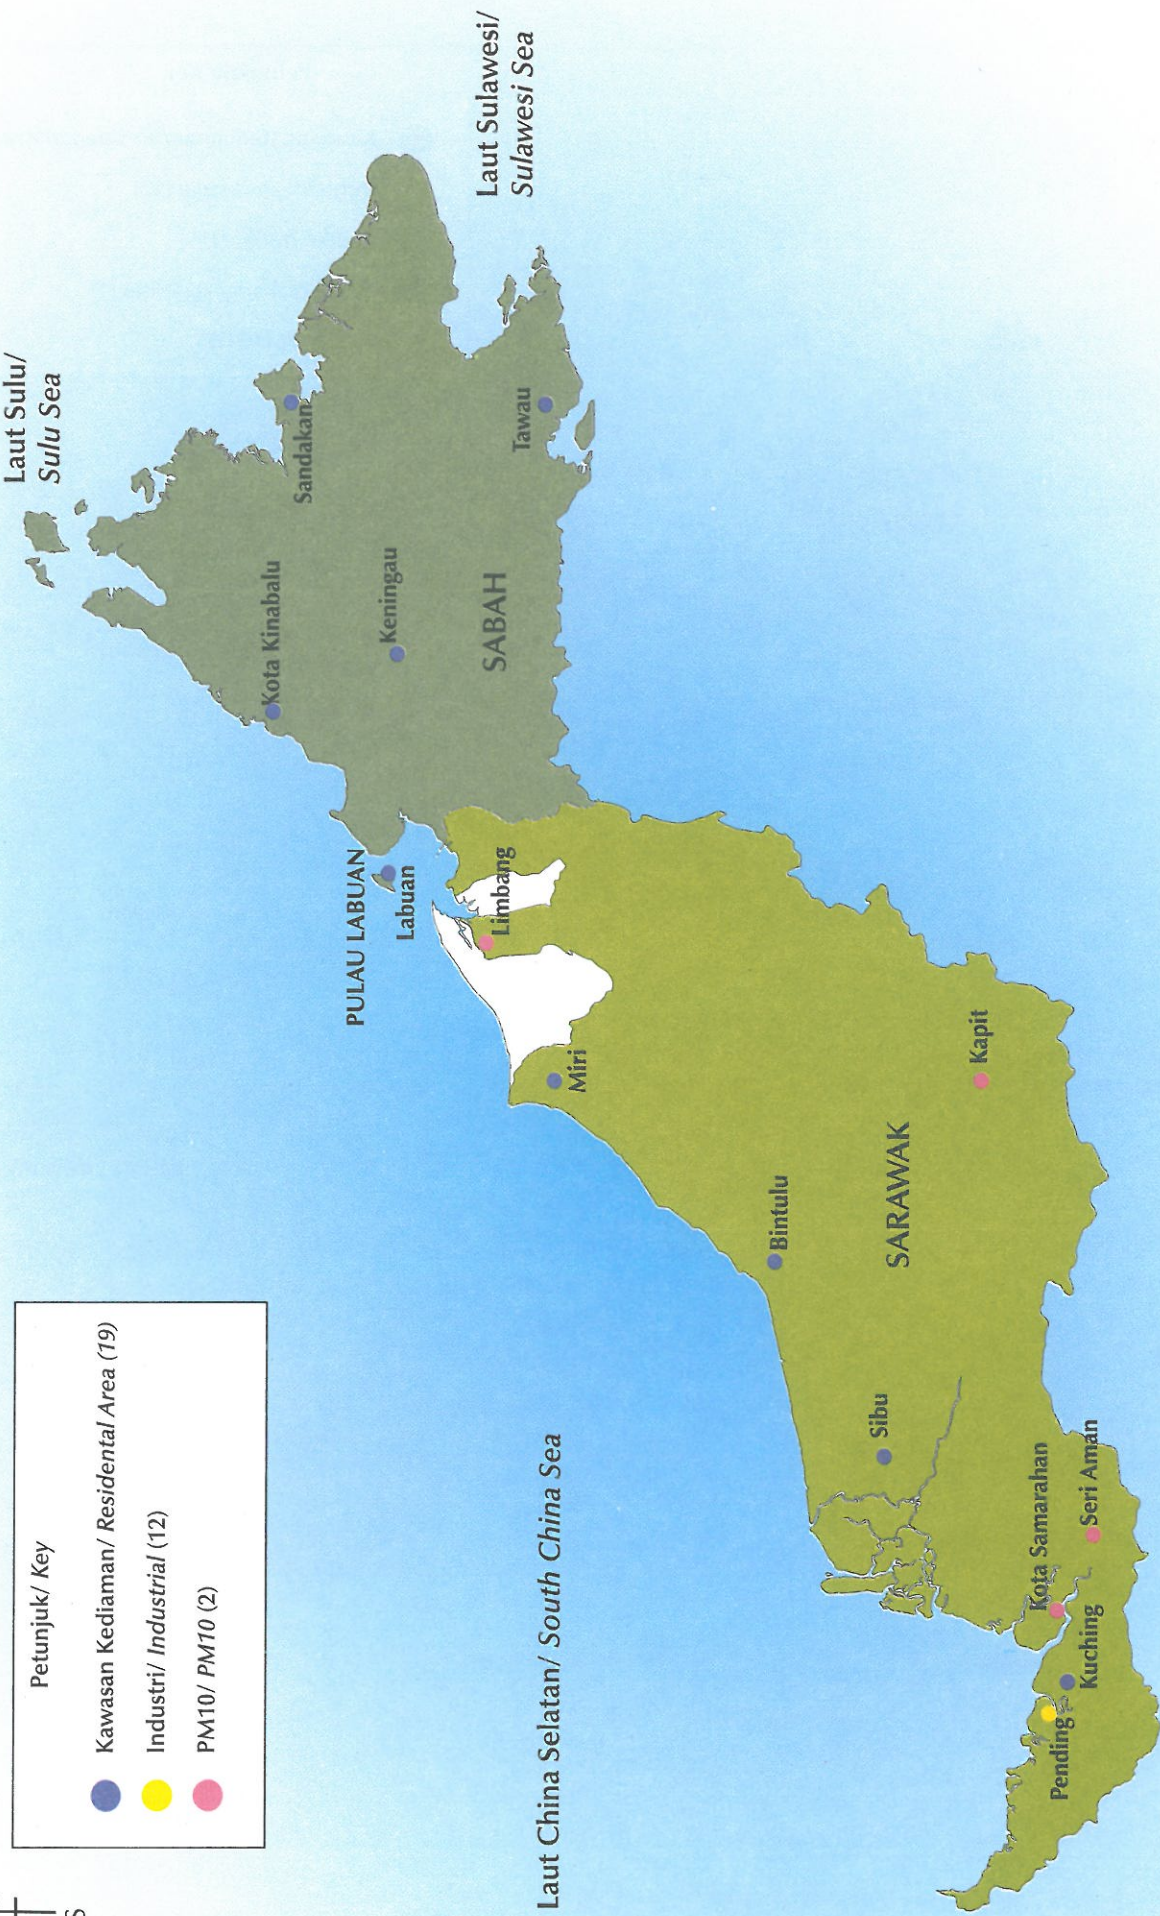 S
Petunjuk/ Key
Kawasan Kediaman/ Residental Area (19)
Industri/ Industrial (12)
PM10/ PM10 (2)
Laut Sulu/
Sulu Sea
Laut Sulawesi/
Sulawesi Sea
Laut China Selatan/ South China Sea
Kota Kinabalu
Sandakan
Keningau
Tawau
SABAH
PULAU LABUAN
Labuan
Limbang
Miri
Bintulu
Kapit
SARAWAK
Sibu
Kota Samarahan
Seri Aman
Kuching
Pending